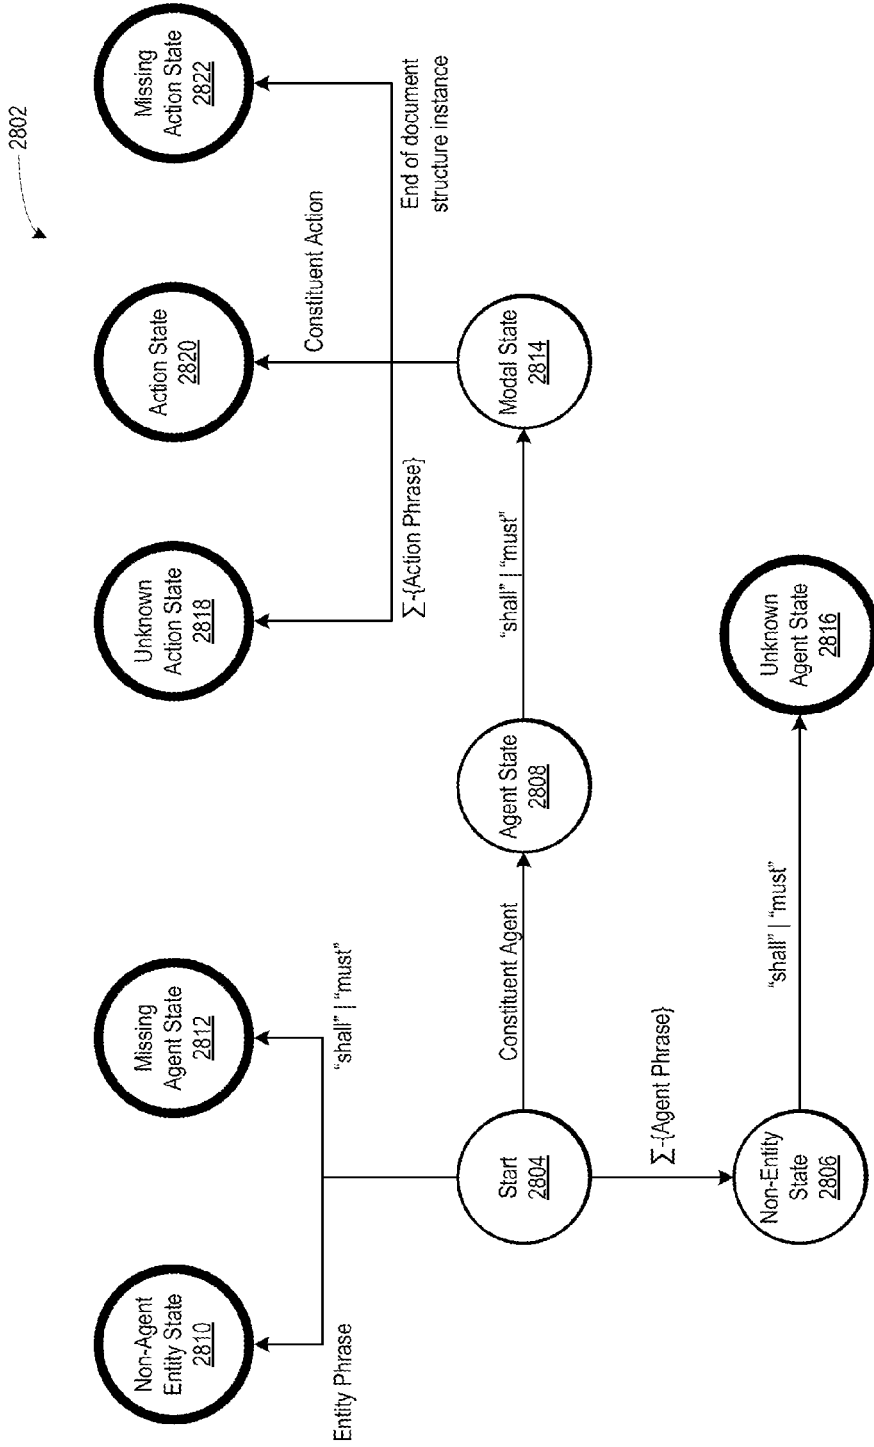 2802
Non-Agent
Entity State
2810
Missing
Agent State
2812
Unknown
Action State
2818
Action State
2820
Missing
Action State
2822
Entity Phrase
“shall” | “must”
∑-{Action Phrase}
Constituent Action
End of document
structure instance
Start
2804
Constituent Agent
Agent State
2808
“shall” | “must”
Modal State
2814
∑-{Agent Phrase}
Non-Entity
State
2806
“shall” | “must”
Unknown
Agent State
2816